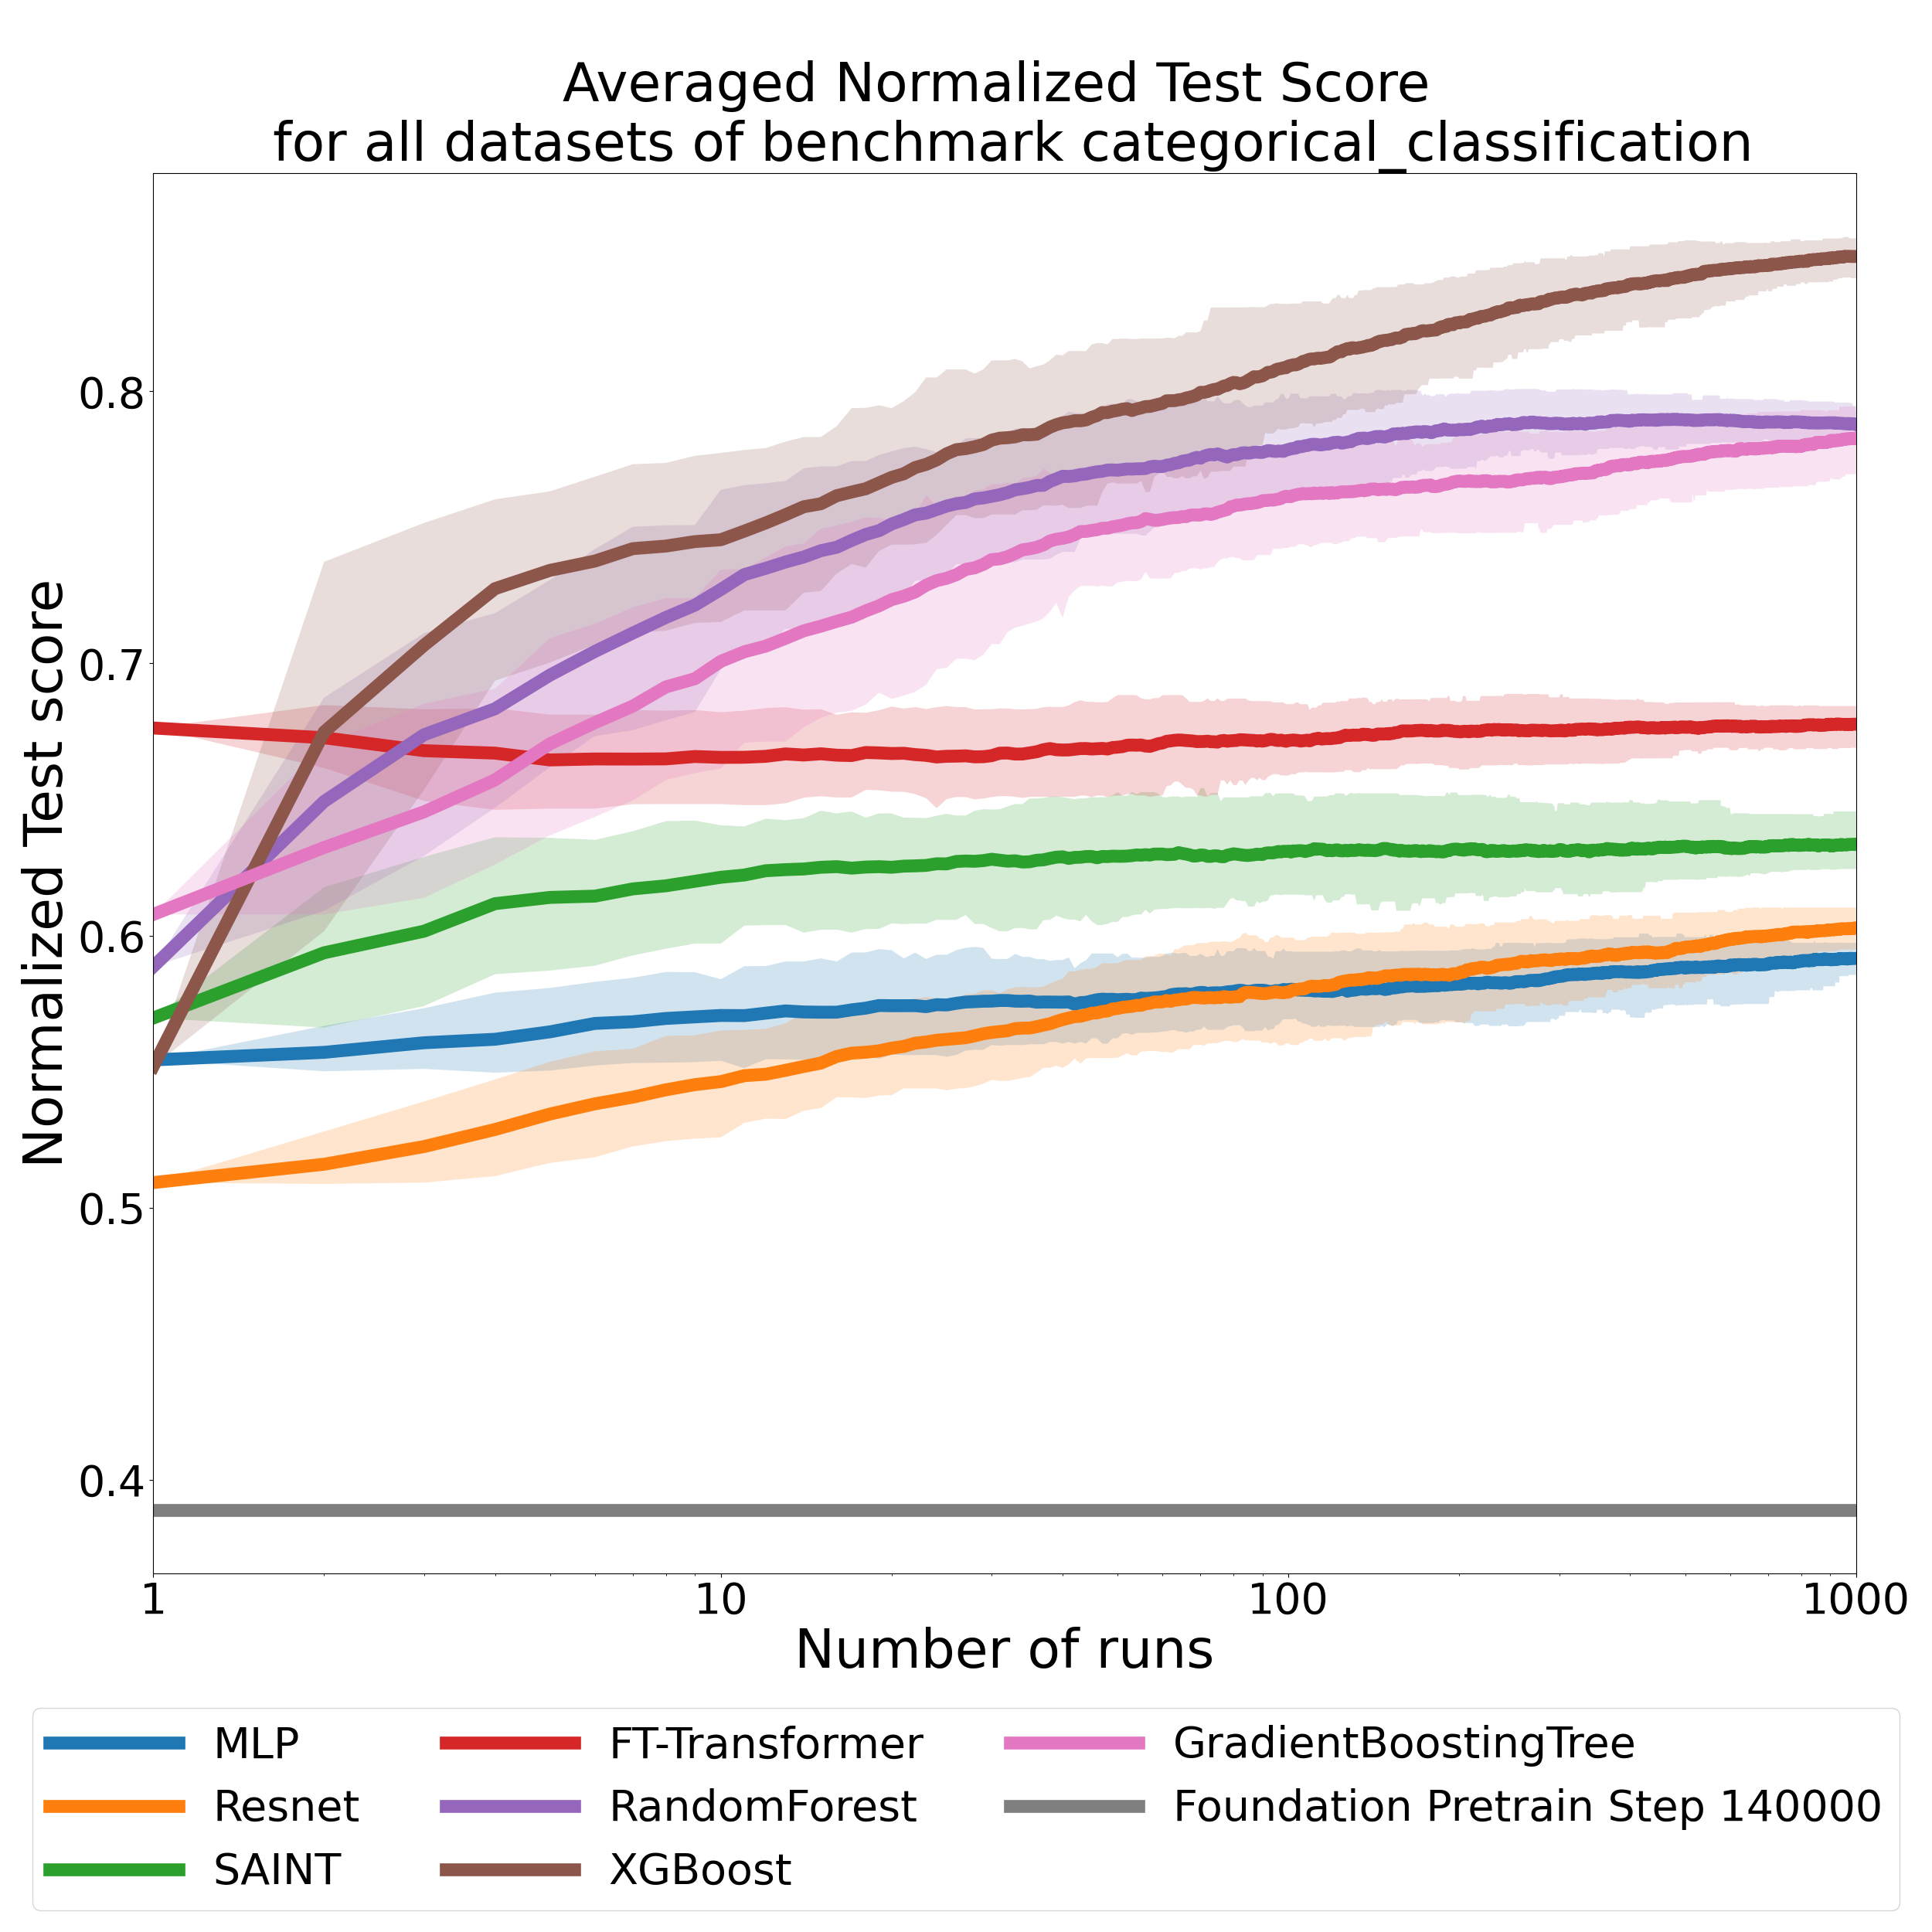 Averaged Normalized Test Score
for all datasets of benchmark categorical_classification
Normalized Test score
0.8
0.7
0.6
0.5
0.4
1
10
100
1000
Number of runs
MLP
Resnet
SAINT
FT-Transformer
RandomForest
XGBoost
GradientBoostingTree
Foundation Pretrain Step 140000